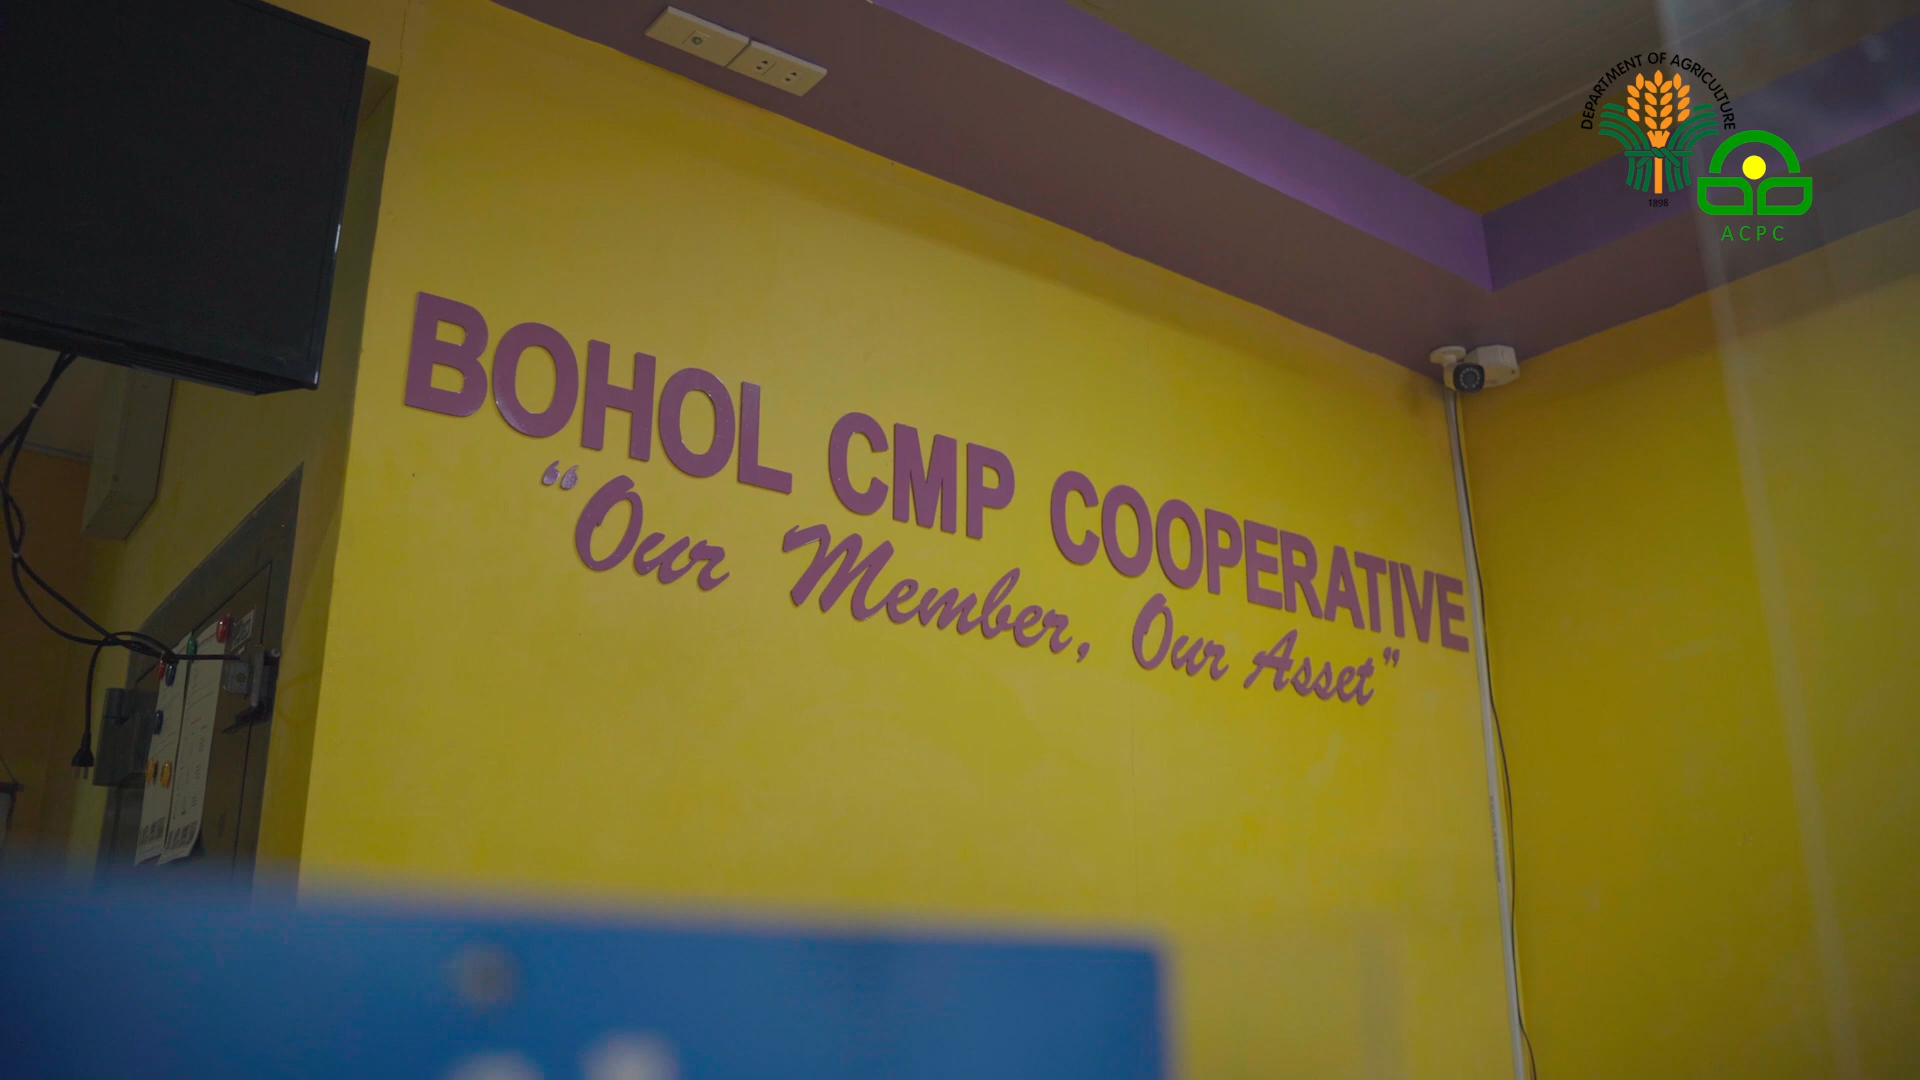 BOHOL CMP COOPERATIVE
“Our Member, Our Asset”
DEPARTMENT OF AGRICULTURE
1898
ACPC